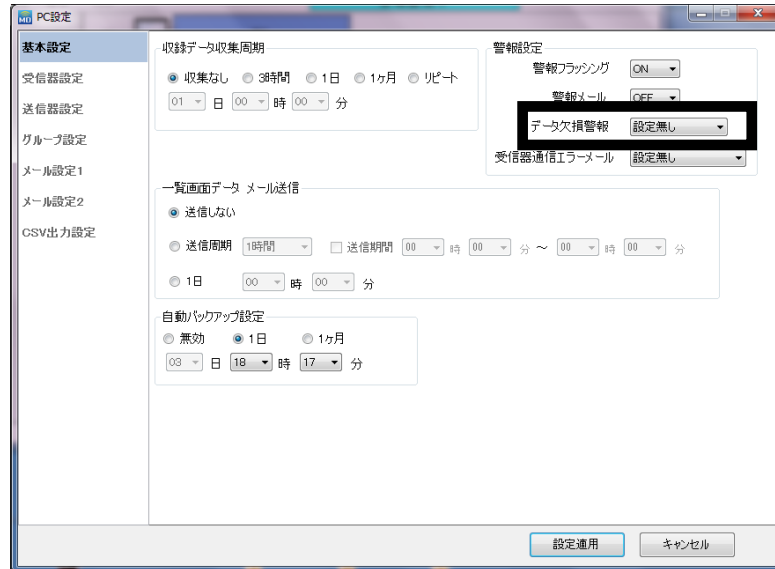 MD PC設定
基本設定
受信器設定
送信器設定
グループ設定
メール設定1
メール設定2
CSV出力設定
収録データ収集周期
収集なし 3時間 1日 1ヶ月 リピート
01 日 00 時 00 分
警報設定
警報フラッシング ON
警報メール OFF
データ欠損警報 設定無し
受信器通信エラーメール 設定無し
一覧画面データ メール送信
送信しない
送信周期 1時間 送信期間 00 時 00 分 ～ 00 時 00 分
1日 00 時 00 分
自動バックアップ設定
無効 1日 1ヶ月
03 日 18 時 17 分
設定適用 キャンセル